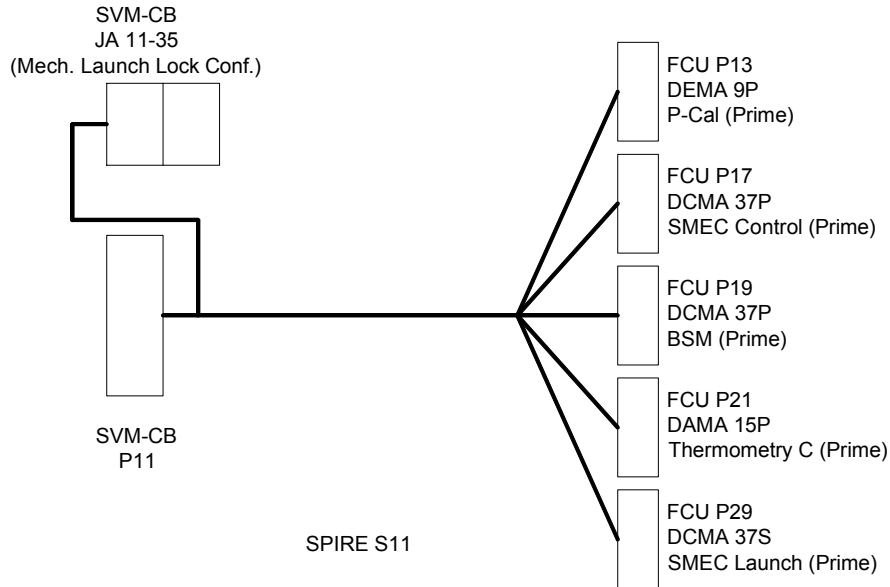 SVM-CB
JA 11-35
(Mech. Launch Lock Conf.)
FCU P13
DEMA 9P
P-Cal (Prime)
FCU P17
DCMA 37P
SMEC Control (Prime)
FCU P19
DCMA 37P
BSM (Prime)
SVM-CB
P11
FCU P21
DAMA 15P
Thermometry C (Prime)
SPIRE S11
FCU P29
DCMA 37S
SMEC Launch (Prime)